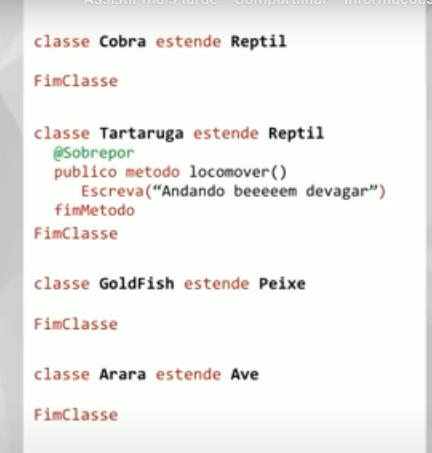 Assistir mais tarde Compartilhar Informações
classe Cobra estende Reptil
FimClasse
classe Tartaruga estende Reptil
@Sobrepor
publico metodo locomover()
Escreva(“Andando beeeeem devagar”)
fimMetodo
FimClasse
classe GoldFish estende Peixe
FimClasse
classe Arara estende Ave
FimClasse